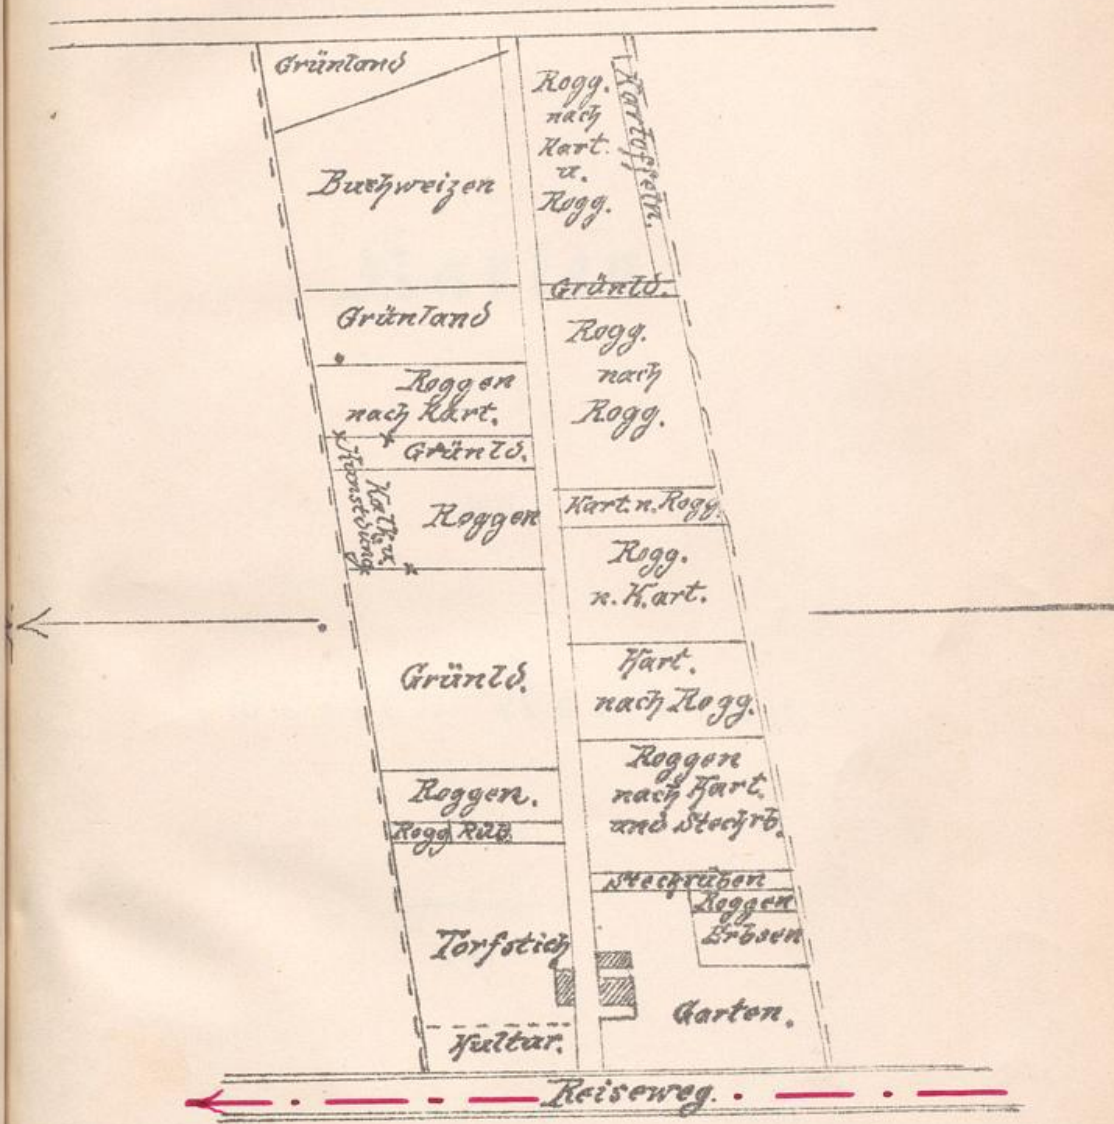 Grünland
Buchweizen
Grünland
Roggen
nach Kart.
Grünld.
Kalk u.
Kunstdüng.
Roggen
Grünld.
Roggen.
Rogg. Rüb.
Torfstich
Kultur.
Rogg.
nach
Kart.
u.
Rogg.
Kartoffeln.
Grünld.
Rogg.
nach
Rogg.
Kart. n. Rogg.
Rogg.
n. Kart.
Kart.
nach Rogg.
Roggen
nach Kart.
und Steckrb.
Steckrüben
Roggen
Erbsen
Garten.
Reiseweg.